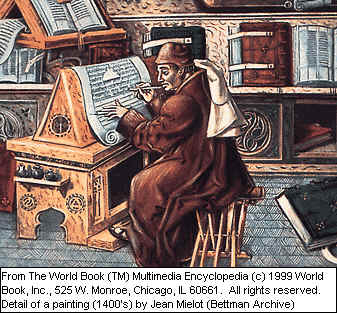 From The World Book (TM) Multimedia Encyclopedia (c) 1999 World
Book, Inc., 525 W. Monroe, Chicago, IL 60661.  All rights reserved.
Detail of a painting (1400's) by Jean Mielot (Bettman Archive)